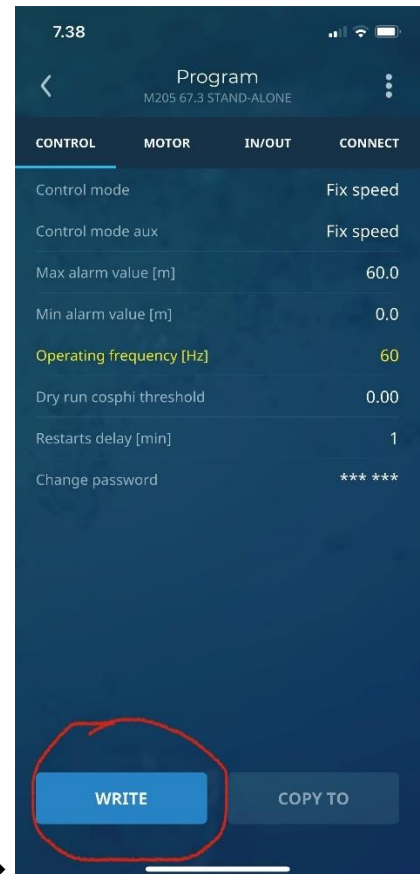 7.38
Program
M205 67.3 STAND-ALONE
CONTROL MOTOR IN/OUT CONNECT
Control mode Fix speed
Control mode aux Fix speed
Max alarm value [m] 60.0
Min alarm value [m] 0.0
Operating frequency [Hz] 60
Dry run cosphi threshold 0.00
Restarts delay [min] 1
Change password *** ***
WRITE COPY TO